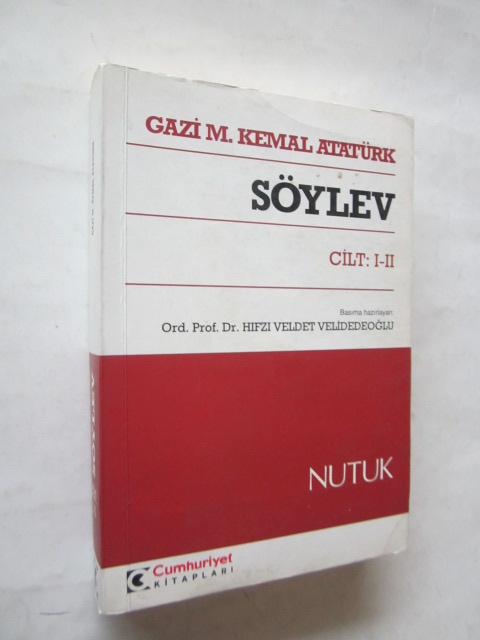 GAZİ M. KEMAL ATATÜRK
SÖYLEV
CİLT: I-II
Basıma hazırlayan:
Ord. Prof. Dr. HIFZI VELDET VELİDEDEOĞLU
NUTUK
Cumhuriyet
KİTAPLARI